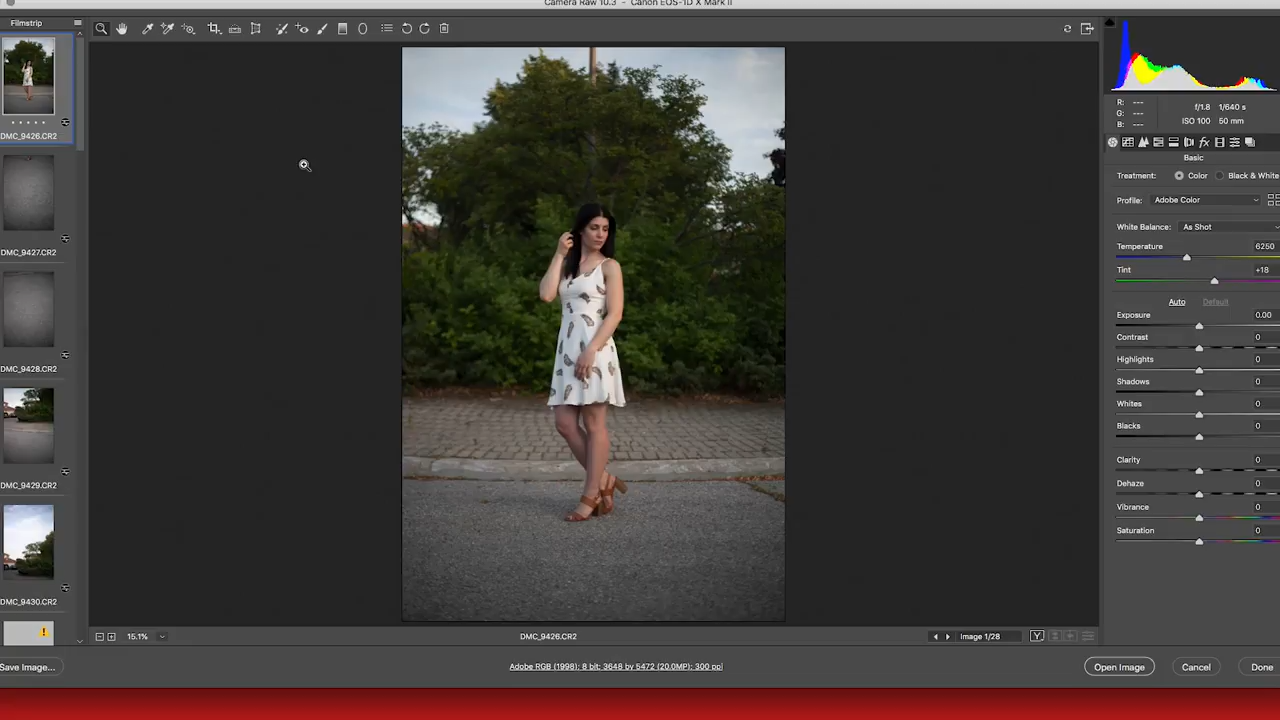 Camera Raw 10.3 - Canon EOS-1D X Mark II
Filmstrip
DMC_9426.CR2
DMC_9427.CR2
DMC_9428.CR2
DMC_9429.CR2
DMC_9430.CR2
Save Image...
15.1%
DMC_9426.CR2
Image 1/28
Y
Adobe RGB (1998); 8 bit; 3648 by 5472 (20.0MP); 300 ppi
Open Image
Cancel
Done
R: ---
G: ---
B: ---
f/1.8 1/640 s
ISO 100 50 mm
fx
Basic
Treatment: Color Black & White
Profile: Adobe Color
White Balance: As Shot
Temperature 6250
Tint +18
Auto Default
Exposure 0.00
Contrast 0
Highlights 0
Shadows 0
Whites 0
Blacks 0
Clarity 0
Dehaze 0
Vibrance 0
Saturation 0